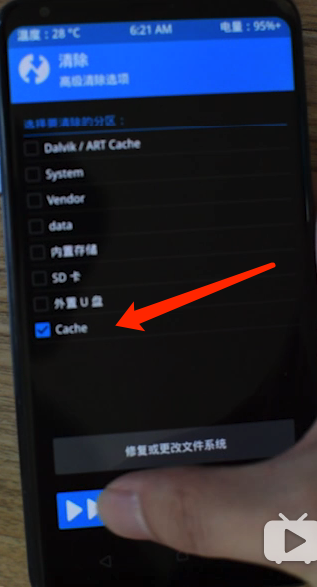 温度：28 °C 6:21 AM 电量：95%+
清除
高级清除选项
选择要清除的分区：
Dalvik / ART Cache
System
Vendor
data
内置存储
SD 卡
外置 U 盘
Cache
修复或更改文件系统